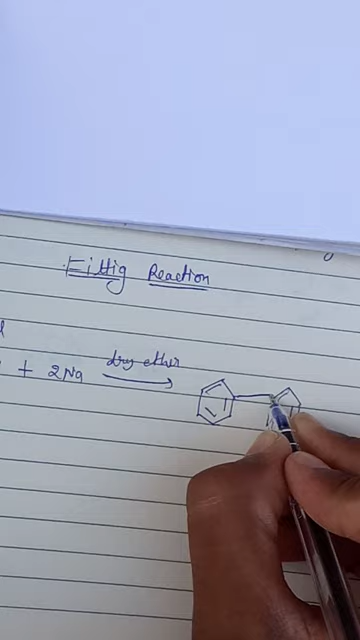 Fittig Reaction
+ 2Na dry ether